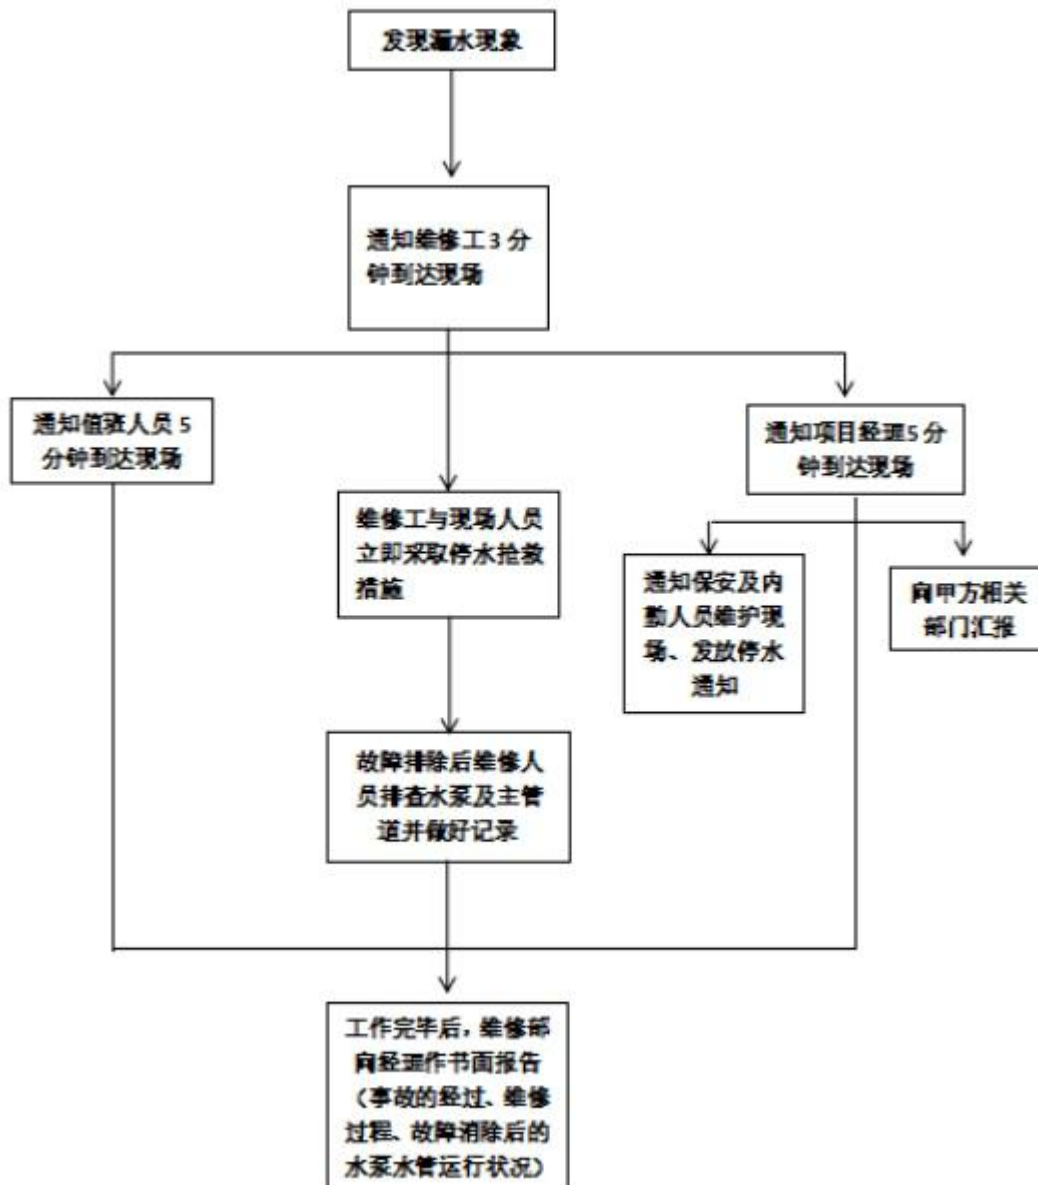 发现漏水现象
通知维修工3分
钟到达现场
通知值班人员5
分钟到达现场
通知项目经理5分
钟到达现场
维修工与现场人员
立即采取停水抢救
措施
通知保安及内
勤人员维护现
场、发放停水
通知
向甲方相关
部门汇报
故障排除后维修人
员排查水泵及主管
道并做好记录
工作完毕后，维修部
向经理作书面报告
（事故的经过、维修
过程、故障消除后的
水泵水管运行状况）